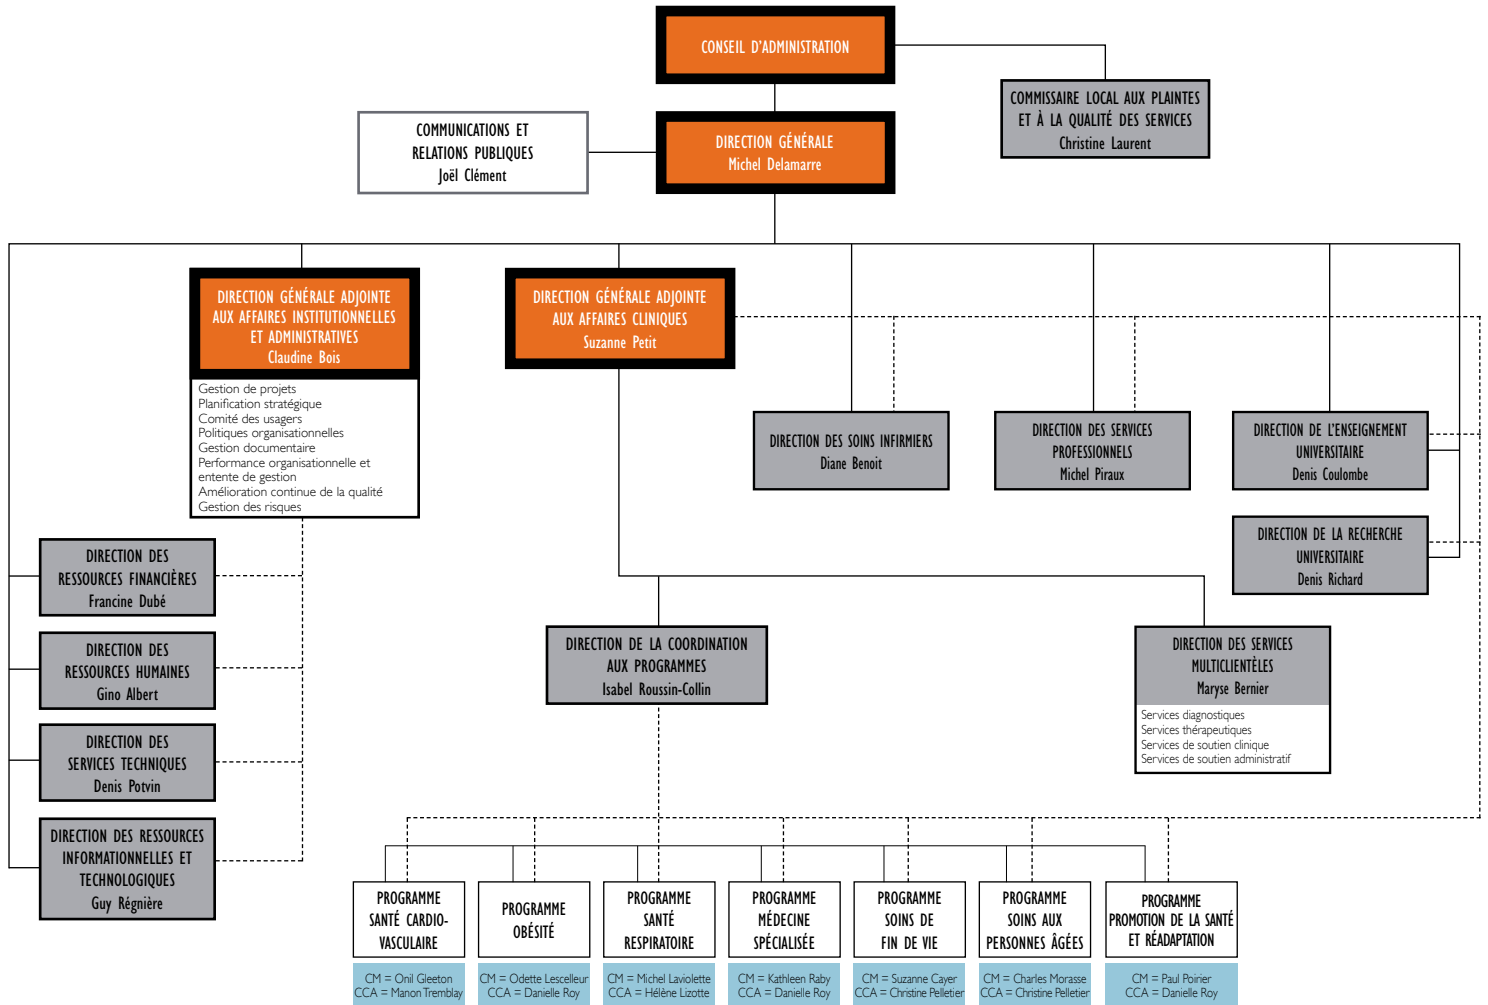 CONSEIL D'ADMINISTRATION
COMMISSAIRE LOCAL AUX PLAINTES
ET À LA QUALITÉ DES SERVICES
Christine Laurent
COMMUNICATIONS ET
RELATIONS PUBLIQUES
Joël Clément
DIRECTION GÉNÉRALE
Michel Delamarre
DIRECTION GÉNÉRALE ADJOINTE
AUX AFFAIRES INSTITUTIONNELLES
ET ADMINISTRATIVES
Claudine Bois
Gestion de projets
Planification stratégique
Comité des usagers
Politiques organisationnelles
Gestion documentaire
Performance organisationnelle et
entente de gestion
Amélioration continue de la qualité
Gestion des risques
DIRECTION GÉNÉRALE ADJOINTE
AUX AFFAIRES CLINIQUES
Suzanne Petit
DIRECTION DES SOINS INFIRMIERS
Diane Benoit
DIRECTION DES SERVICES
PROFESSIONNELS
Michel Piraux
DIRECTION DE L'ENSEIGNEMENT
UNIVERSITAIRE
Denis Coulombe
DIRECTION DE LA RECHERCHE
UNIVERSITAIRE
Denis Richard
DIRECTION DES
RESSOURCES FINANCIÈRES
Francine Dubé
DIRECTION DES
RESSOURCES HUMAINES
Gino Albert
DIRECTION DES
SERVICES TECHNIQUES
Denis Potvin
DIRECTION DES RESSOURCES
INFORMATIONNELLES ET
TECHNOLOGIQUES
Guy Régnière
DIRECTION DE LA COORDINATION
AUX PROGRAMMES
Isabel Roussin-Collin
DIRECTION DES SERVICES
MULTICLIENTÈLES
Maryse Bernier
Services diagnostiques
Services thérapeutiques
Services de soutien clinique
Services de soutien administratif
PROGRAMME
SANTÉ CARDIO-
VASCULAIRE
CM = Onil Gleeton
CCA = Manon Tremblay
PROGRAMME
OBÉSITÉ
CM = Odette Lescelleur
CCA = Danielle Roy
PROGRAMME
SANTÉ
RESPIRATOIRE
CM = Michel Laviolette
CCA = Hélène Lizotte
PROGRAMME
MÉDECINE
SPÉCIALISÉE
CM = Kathleen Raby
CCA = Danielle Roy
PROGRAMME
SOINS DE
FIN DE VIE
CM = Suzanne Cayer
CCA = Christine Pelletier
PROGRAMME
SOINS AUX
PERSONNES ÂGÉES
CM = Charles Morasse
CCA = Christine Pelletier
PROGRAMME
PROMOTION DE LA SANTÉ
ET RÉADAPTATION
CM = Paul Poirier
CCA = Danielle Roy